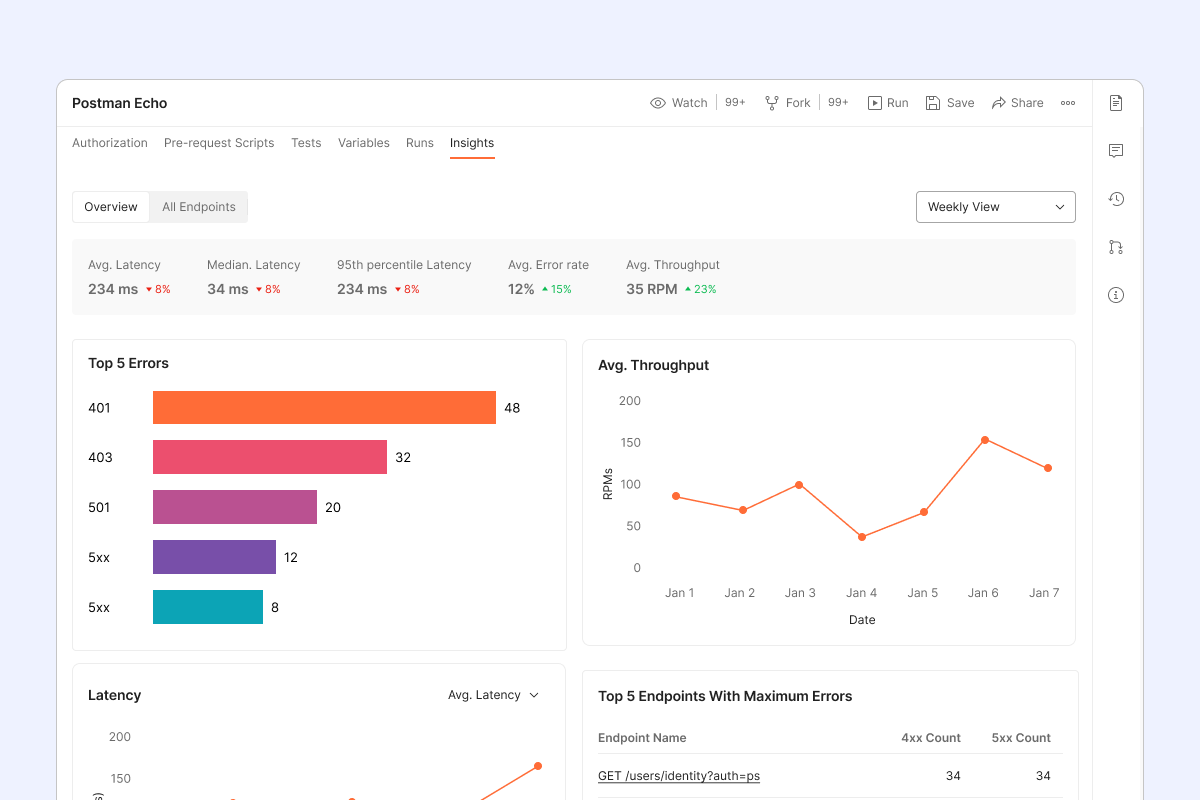 Postman Echo
Watch 99+ Fork 99+ Run Save Share
Authorization Pre-request Scripts Tests Variables Runs Insights
Overview All Endpoints Weekly View
Avg. Latency Median. Latency 95th percentile Latency Avg. Error rate Avg. Throughput
234 ms 8% 34 ms 8% 234 ms 8% 12% 15% 35 RPM 23%
Top 5 Errors
401 48
403 32
501 20
5xx 12
5xx 8
Avg. Throughput
200
150
100
50
0
RPMs
Jan 1 Jan 2 Jan 3 Jan 4 Jan 5 Jan 6 Jan 7
Date
Latency Avg. Latency
200
150
Top 5 Endpoints With Maximum Errors
Endpoint Name 4xx Count 5xx Count
GET /users/identity?auth=ps 34 34